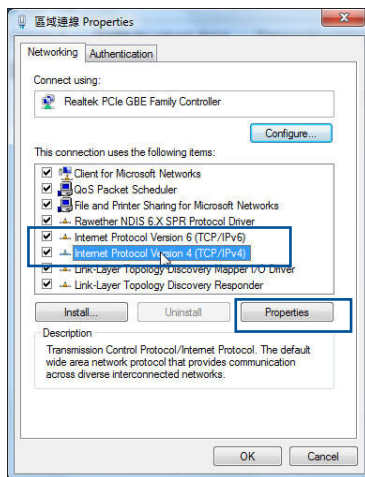 區域連線 Properties
Networking
Authentication
Connect using:
Realtek PCIe GBE Family Controller
Configure...
This connection uses the following items:
Client for Microsoft Networks
QoS Packet Scheduler
File and Printer Sharing for Microsoft Networks
Rawether NDIS 6.X SPR Protocol Driver
Internet Protocol Version 6 (TCP/IPv6)
Internet Protocol Version 4 (TCP/IPv4)
Link-Layer Topology Discovery Mapper I/O Driver
Link-Layer Topology Discovery Responder
Install...
Uninstall
Properties
Description
Transmission Control Protocol/Internet Protocol. The default
wide area network protocol that provides communication
across diverse interconnected networks.
OK
Cancel